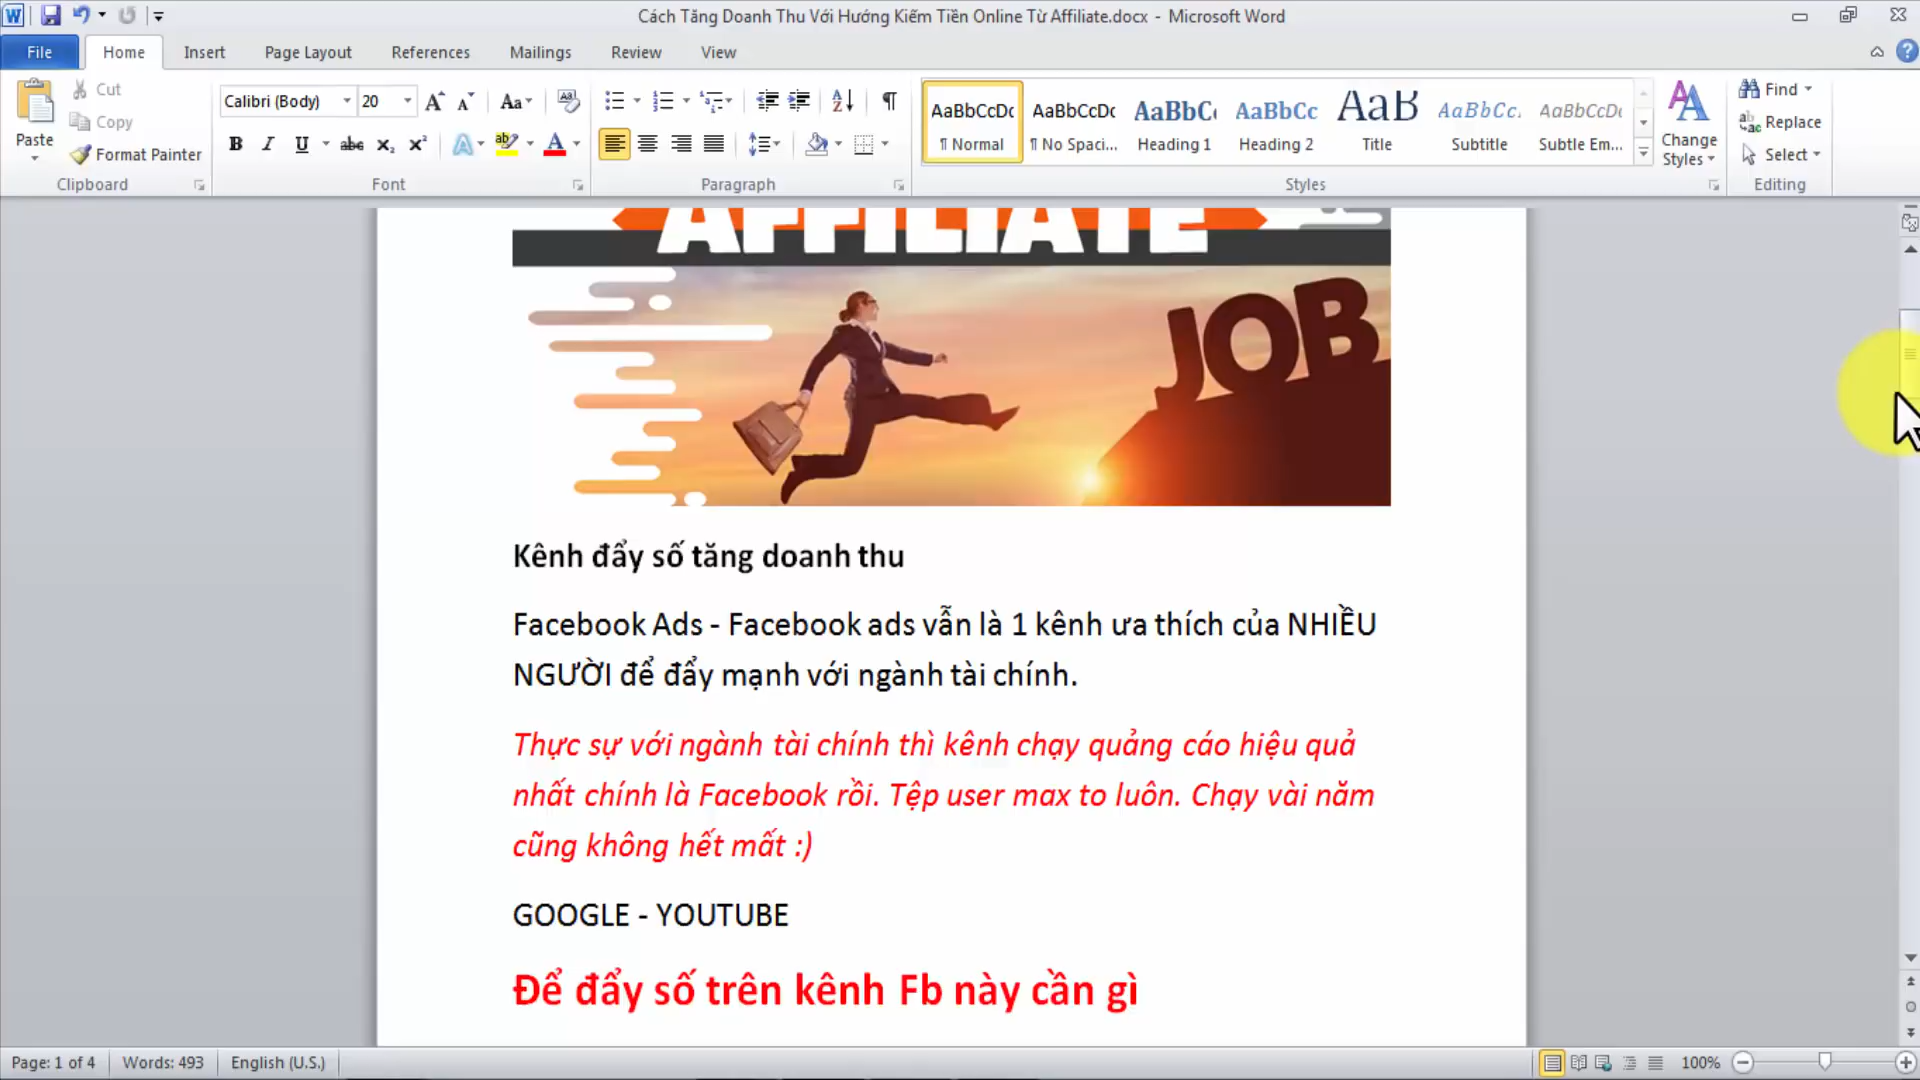 Cách Tăng Doanh Thu Với Hướng Kiếm Tiền Online Từ Affiliate.docx - Microsoft Word
File Home Insert Page Layout References Mailings Review View
Paste
Cut
Copy
Format Painter
Clipboard
Calibri (Body) 20
Font
Paragraph
AaBbCcDc AaBbCcDc AaBbC AaBbCc AaB AaBbCc. AaBbCcDc
¶ Normal ¶ No Spaci... Heading 1 Heading 2 Title Subtitle Subtle Em...
Styles
Change
Styles
Find
Replace
Select
Editing
AFFILIATE
JOB
Kênh đẩy số tăng doanh thu
Facebook Ads - Facebook ads vẫn là 1 kênh ưa thích của NHIỀU
NGƯỜI để đẩy mạnh với ngành tài chính.
Thực sự với ngành tài chính thì kênh chạy quảng cáo hiệu quả
nhất chính là Facebook rồi. Tệp user max to luôn. Chạy vài năm
cũng không hết mất :)
GOOGLE - YOUTUBE
Để đẩy số trên kênh Fb này cần gì
Page: 1 of 4 Words: 493 English (U.S.) 100%